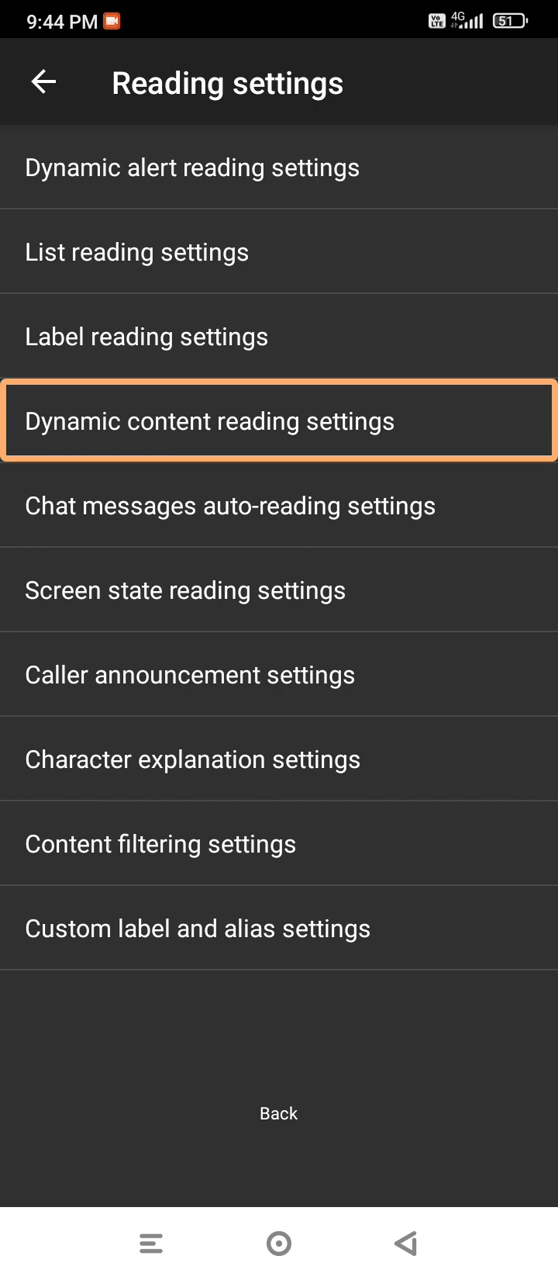 9:44 PM
Vo LTE 4G 51
Reading settings
Dynamic alert reading settings
List reading settings
Label reading settings
Dynamic content reading settings
Chat messages auto-reading settings
Screen state reading settings
Caller announcement settings
Character explanation settings
Content filtering settings
Custom label and alias settings
Back